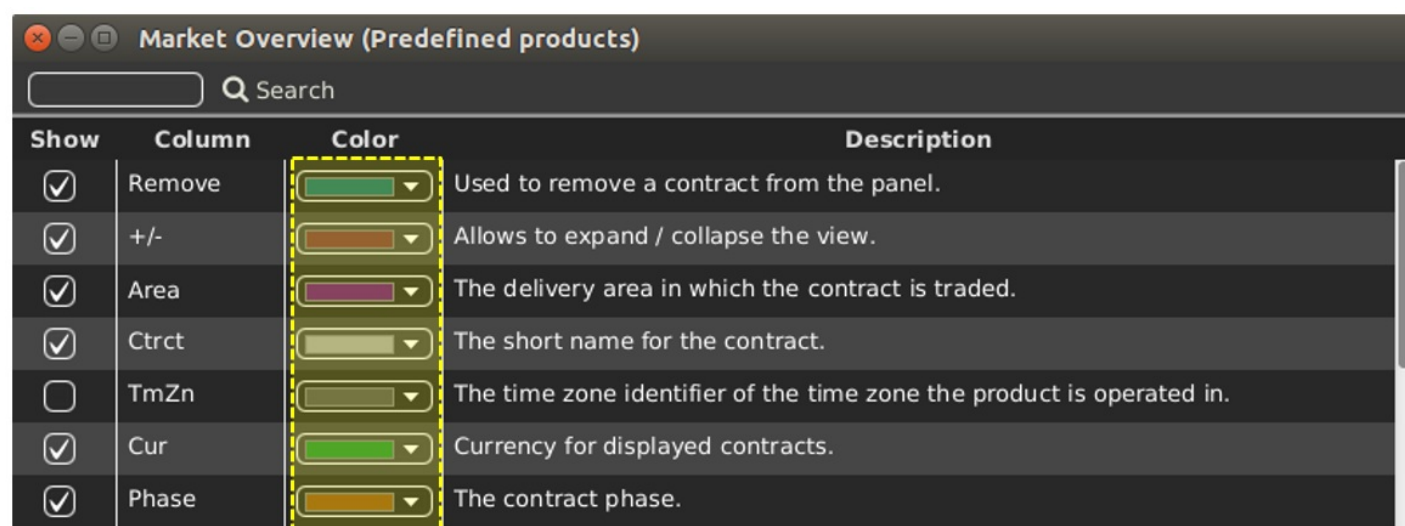 Market Overview (Predefined products)
Search
Show Column Color Description
Remove Used to remove a contract from the panel.
+/- Allows to expand / collapse the view.
Area The delivery area in which the contract is traded.
Ctrct The short name for the contract.
TmZn The time zone identifier of the time zone the product is operated in.
Cur Currency for displayed contracts.
Phase The contract phase.